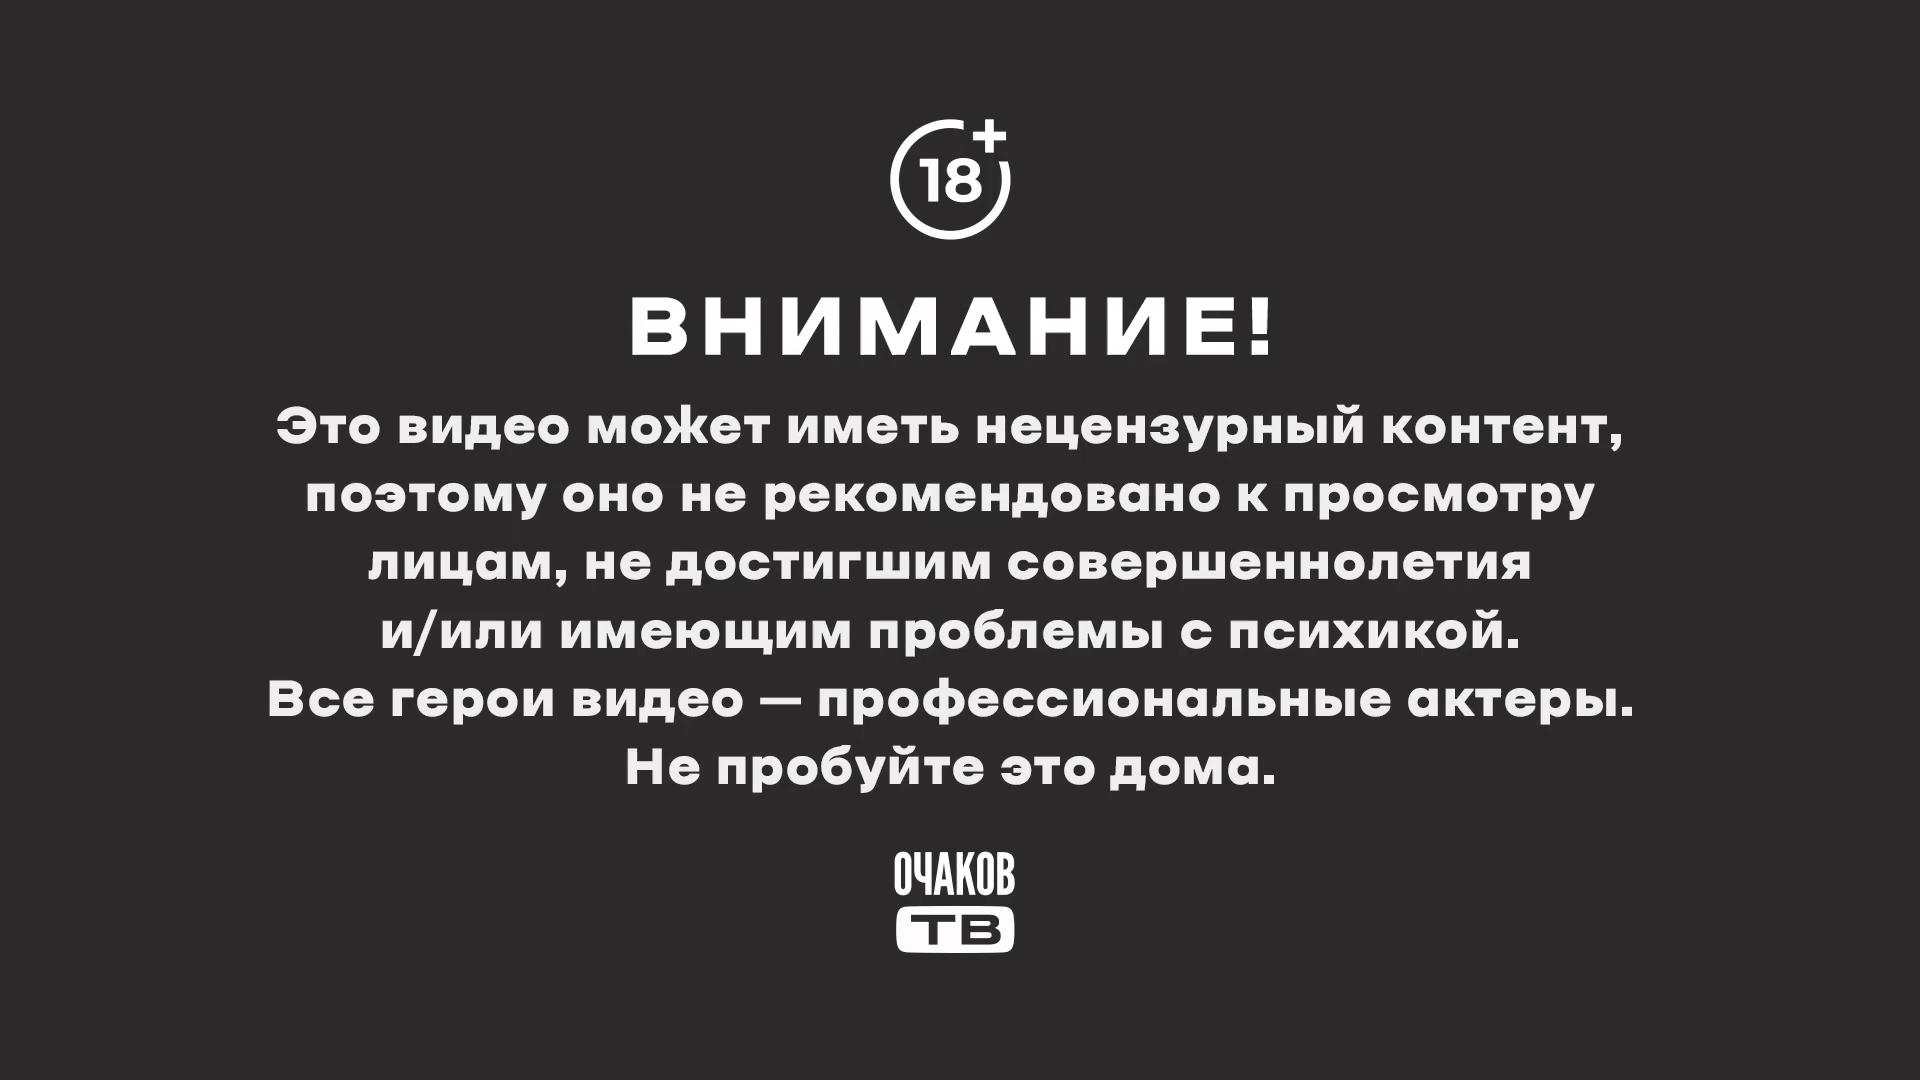 18+
ВНИМАНИЕ!
Это видео может иметь нецензурный контент,
поэтому оно не рекомендовано к просмотру
лицам, не достигшим совершеннолетия
и/или имеющим проблемы с психикой.
Все герои видео — профессиональные актеры.
Не пробуйте это дома.
ОЧАКОВ
ТВ